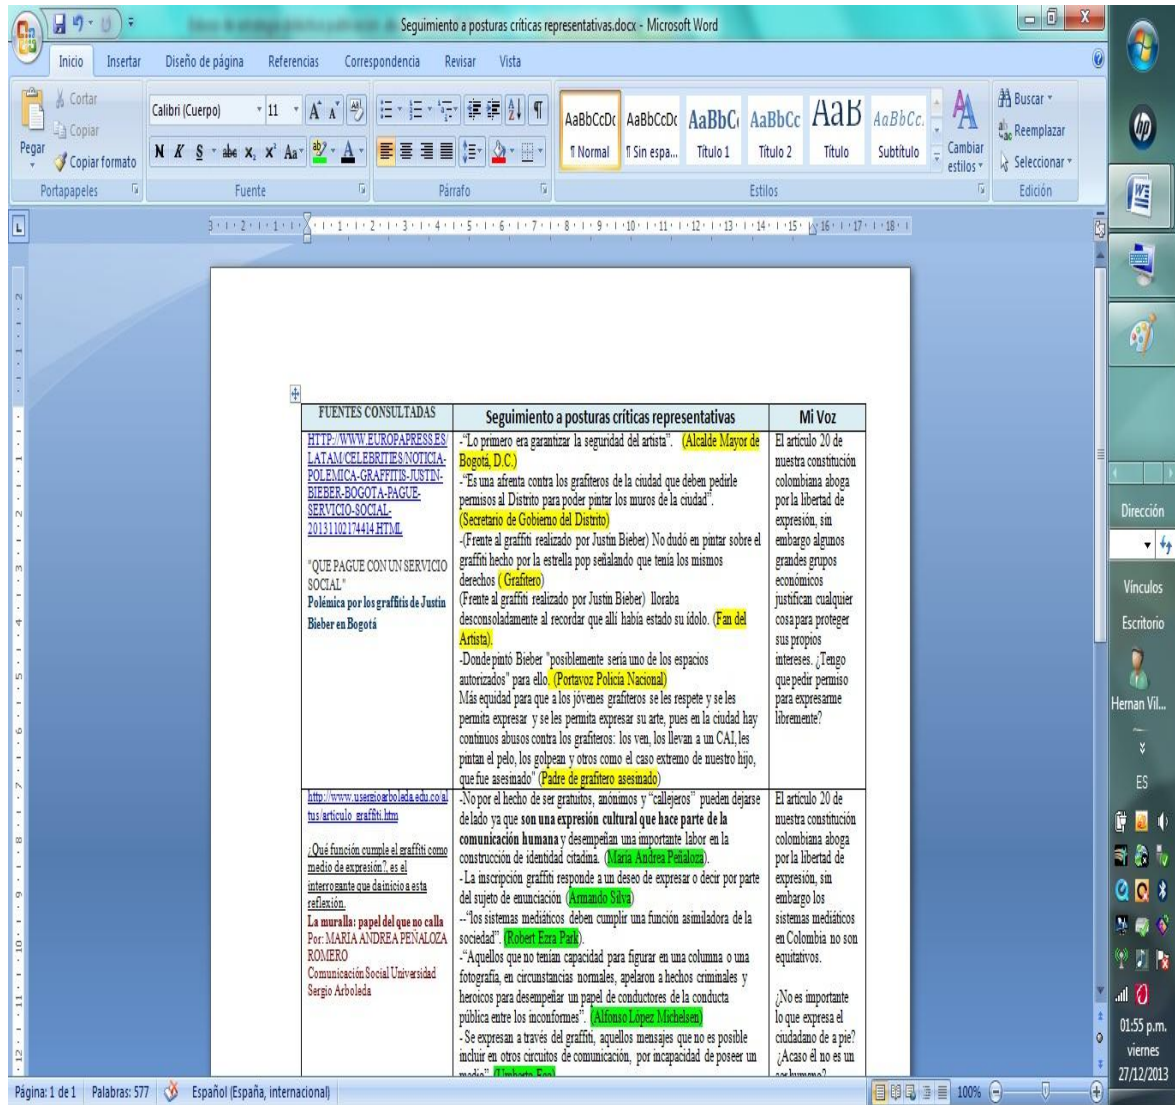 Seguimiento a posturas críticas representativas.docx - Microsoft Word
Inicio Insertar Diseño de página Referencias Correspondencia Revisar Vista
Pegar
Cortar
Copiar
Copiar formato
Portapapeles
Calibri (Cuerpo) 11
N K S abe X₂ X² Aa
Fuente
Párrafo
AaBbCcDc AaBbCcDc AaBbC AaBbCc AaB AaBbCc.
¶ Normal ¶ Sin espa... Título 1 Título 2 Título Subtítulo
Cambiar
estilos
Estilos
Buscar
Reemplazar
Seleccionar
Edición
FUENTES CONSULTADAS
HTTP://WWW.EUROPAPRESS.ES/
LATAM/CELEBRITIES/NOTICIA-
POLEMICA-GRAFFITIS-JUSTIN-
BIEBER-BOGOTA-PAGUE-
SERVICIO-SOCIAL-
20131102174414.HTML
"QUE PAGUE CON UN SERVICIO
SOCIAL"
Polémica por los graffitis de Justin
Bieber en Bogotá
Seguimiento a posturas críticas representativas
-“Lo primero era garantizar la seguridad del artista”. (Alcalde Mayor de
Bogotá, D.C.)
-“Es una afrenta contra los grafiteros de la ciudad que deben pedirle
permisos al Distrito para poder pintar los muros de la ciudad”.
(Secretario de Gobierno del Distrito)
-(Frente al graffiti realizado por Justin Bieber) No dudó en pintar sobre el
graffiti hecho por la estrella pop señalando que tenía los mismos
derechos ( Grafitero)
(Frente al graffiti realizado por Justin Bieber) lloraba
desconsoladamente al recordar que allí había estado su ídolo. (Fan del
Artista).
-Donde pintó Bieber "posiblemente sería uno de los espacios
autorizados" para ello. (Portavoz Policía Nacional)
Más equidad para que a los jóvenes grafiteros se les respete y se les
permita expresar y se les permita expresar su arte, pues en la ciudad hay
continuos abusos contra los grafiteros: los ven, los llevan a un CAI, les
pintan el pelo, los golpean y otros como el caso extremo de nuestro hijo,
que fue asesinado" (Padre de grafitero asesinado)
Mi Voz
El artículo 20 de
nuestra constitución
colombiana aboga
por la libertad de
expresión, sin
embargo algunos
grandes grupos
económicos
justifican cualquier
cosa para proteger
sus propios
intereses. ¿Tengo
que pedir permiso
para expresarme
libremente?
http://www.usergioarboleda.edu.co/al
tus/articulo_graffiti.htm
¿Qué función cumple el graffiti como
medio de expresión?, es el
interrogante que da inicio a esta
reflexión.
La muralla: papel del que no calla
Por: MARIA ANDREA PEÑALOZA
ROMERO
Comunicación Social Universidad
Sergio Arboleda
-No por el hecho de ser gratuitos, anónimos y “callejeros” pueden dejarse
de lado ya que son una expresión cultural que hace parte de la
comunicación humana y desempeñan una importante labor en la
construcción de identidad citadina. (María Andrea Peñaloza).
- La inscripción graffiti responde a un deseo de expresar o decir por parte
del sujeto de enunciación (Armando Silva)
--“los sistemas mediáticos deben cumplir una función asimiladora de la
sociedad”. (Robert Ezra Park).
-“Aquellos que no tenían capacidad para figurar en una columna o una
fotografía, en circunstancias normales, apelaron a hechos criminales y
heroicos para desempeñar un papel de conductores de la conducta
pública entre los inconformes”. (Alfonso López Michelsen)
- Se expresan a través del graffiti, aquellos mensajes que no es posible
incluir en otros circuitos de comunicación, por incapacidad de poseer un
medio”. (Umberto Eco)
El artículo 20 de
nuestra constitución
colombiana aboga
por la libertad de
expresión, sin
embargo los
sistemas mediáticos
en Colombia no son
equitativos.
¿No es importante
lo que expresa el
ciudadano de a pie?
¿Acaso él no es un
ser humano?
Página: 1 de 1 Palabras: 577 Español (España, internacional) 100%
hp
Dirección
Vínculos
Escritorio
Hernan Vil...
ES
01:55 p.m.
viernes
27/12/2013